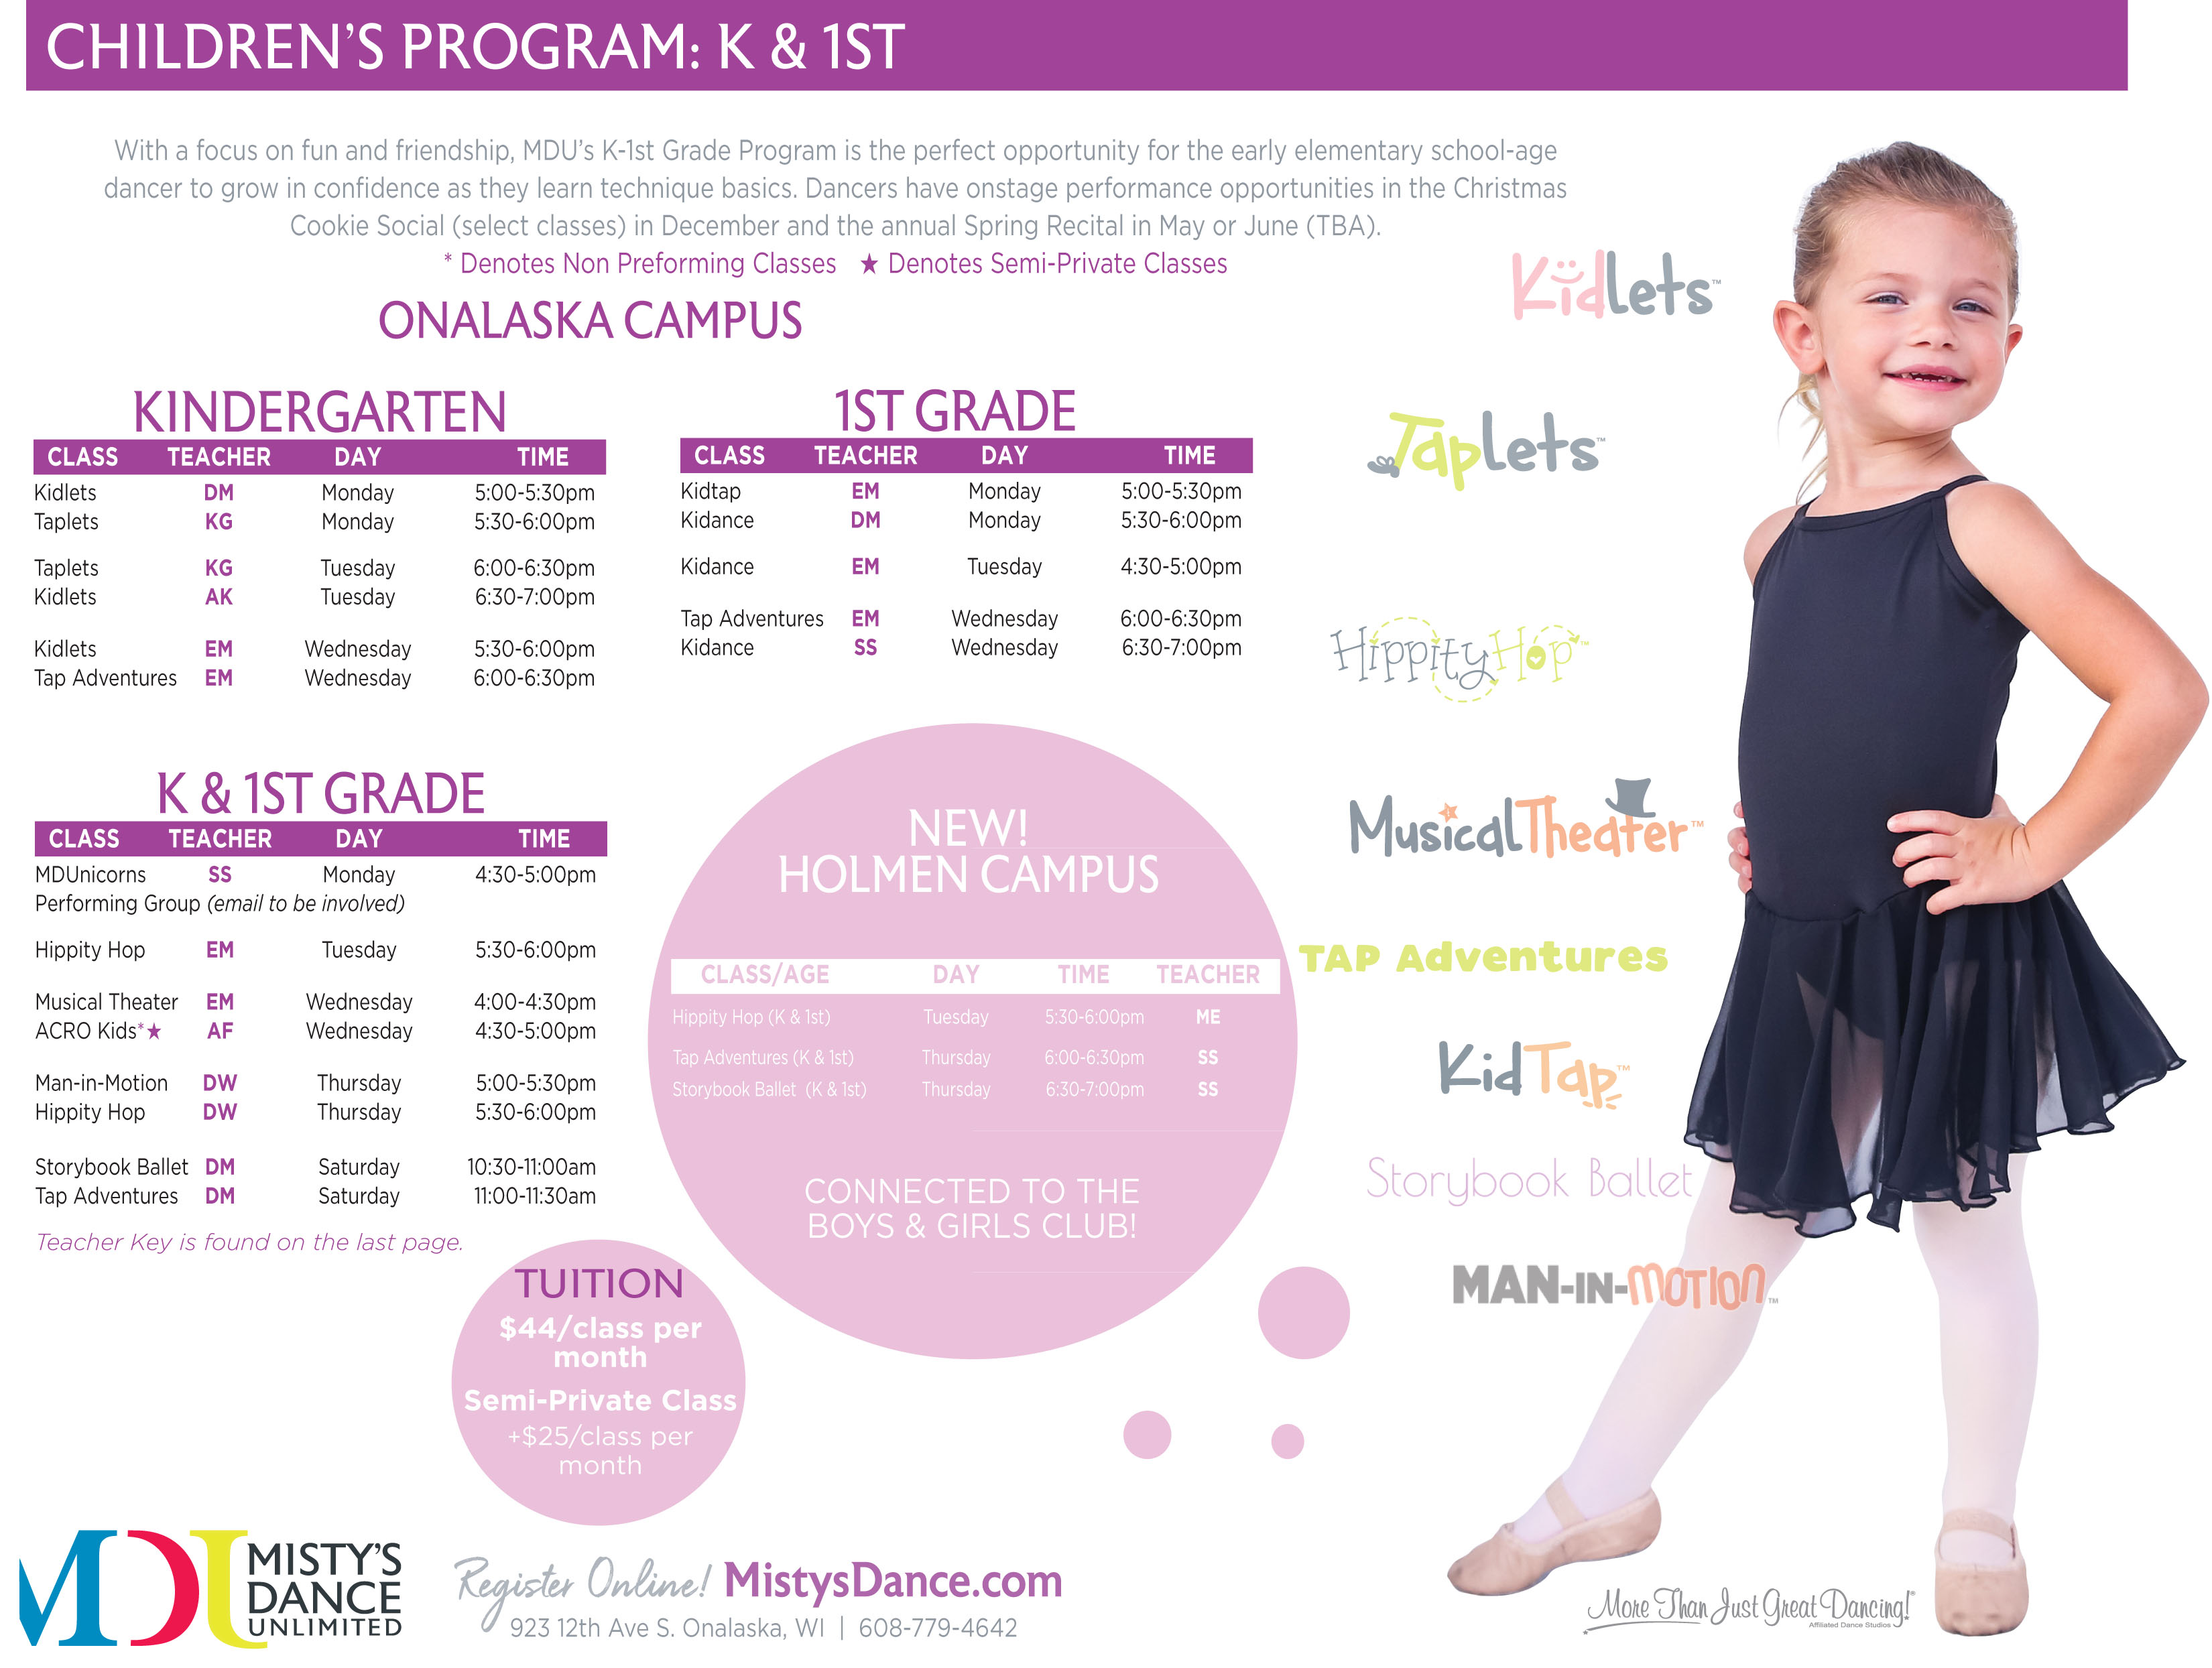 CHILDREN'S PROGRAM: K & 1ST
With a focus on fun and friendship, MDU's K-1st Grade Program is the perfect opportunity for the early elementary school-age
dancer to grow in confidence as they learn technique basics. Dancers have onstage performance opportunities in the Christmas
Cookie Social (select classes) in December and the annual Spring Recital in May or June (TBA).
* Denotes Non Preforming Classes ★ Denotes Semi-Private Classes
ONALASKA CAMPUS
KINDERGARTEN
CLASS TEACHER DAY TIME
Kidlets DM Monday 5:00-5:30pm
Taplets KG Monday 5:30-6:00pm
Taplets KG Tuesday 6:00-6:30pm
Kidlets AK Tuesday 6:30-7:00pm
Kidlets EM Wednesday 5:30-6:00pm
Tap Adventures EM Wednesday 6:00-6:30pm
1ST GRADE
CLASS TEACHER DAY TIME
Kidtap EM Monday 5:00-5:30pm
Kidance DM Monday 5:30-6:00pm
Kidance EM Tuesday 4:30-5:00pm
Tap Adventures EM Wednesday 6:00-6:30pm
Kidance SS Wednesday 6:30-7:00pm
K & 1ST GRADE
CLASS TEACHER DAY TIME
MDUnicorns SS Monday 4:30-5:00pm
Performing Group (email to be involved)
Hippity Hop EM Tuesday 5:30-6:00pm
Musical Theater EM Wednesday 4:00-4:30pm
ACRO Kids*★ AF Wednesday 4:30-5:00pm
Man-in-Motion DW Thursday 5:00-5:30pm
Hippity Hop DW Thursday 5:30-6:00pm
Storybook Ballet DM Saturday 10:30-11:00am
Tap Adventures DM Saturday 11:00-11:30am
Teacher Key is found on the last page.
NEW!
HOLMEN CAMPUS
CLASS/AGE DAY TIME TEACHER
Hippity Hop (K & 1st) Tuesday 5:30-6:00pm ME
Tap Adventures (K & 1st) Thursday 6:00-6:30pm SS
Storybook Ballet (K & 1st) Thursday 6:30-7:00pm SS
CONNECTED TO THE
BOYS & GIRLS CLUB!
TUITION
$44/class per
month
Semi-Private Class
+$25/class per
month
Kidlets™
Taplets™
HippityHop™
MusicalTheater™
TAP Adventures
KidTap™
Storybook Ballet
MAN-IN-MOTION™
MDU
MISTY'S
DANCE
UNLIMITED
Register Online! MistysDance.com
923 12th Ave S. Onalaska, WI | 608-779-4642
More Than Just Great Dancing!®
Affiliated Dance Studios